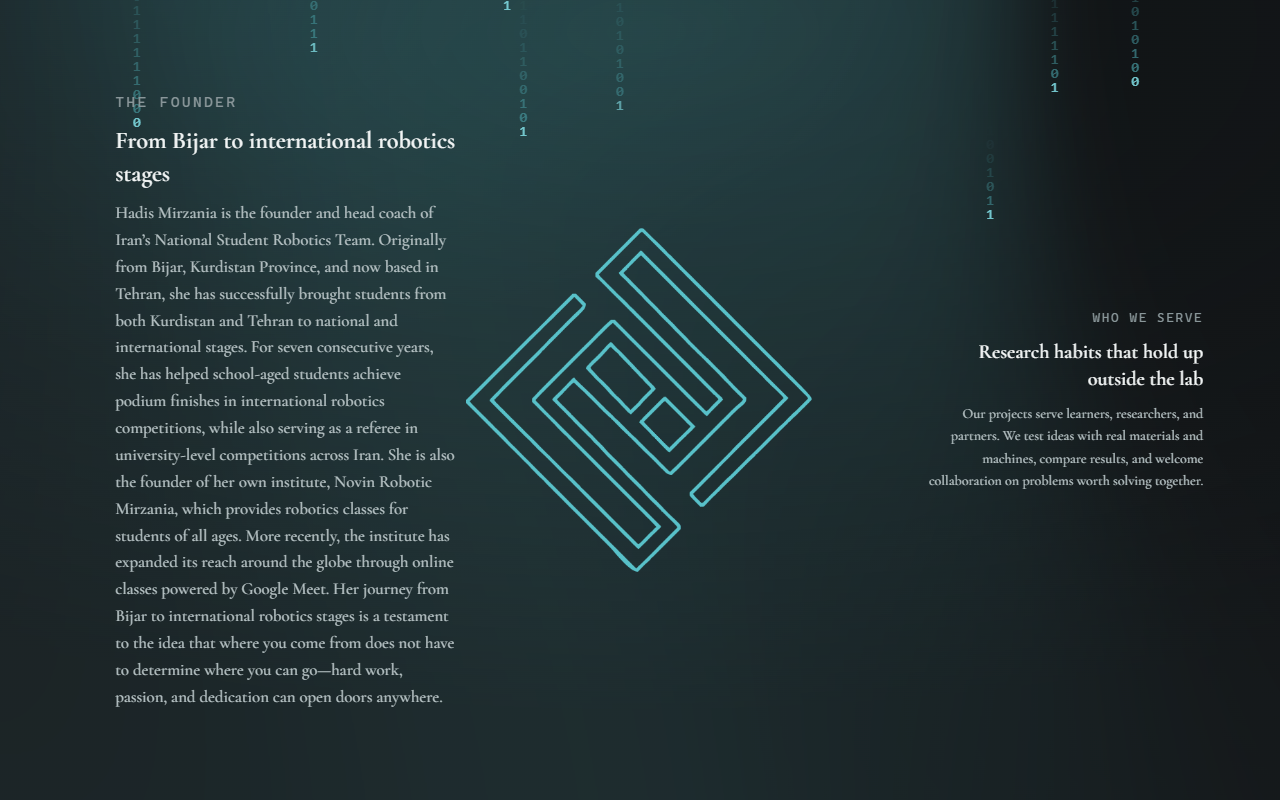 THE FOUNDER
From Bijar to international robotics
stages
Hadis Mirzania is the founder and head coach of
Iran’s National Student Robotics Team. Originally
from Bijar, Kurdistan Province, and now based in
Tehran, she has successfully brought students from
both Kurdistan and Tehran to national and
international stages. For seven consecutive years,
she has helped school-aged students achieve
podium finishes in international robotics
competitions, while also serving as a referee in
university-level competitions across Iran. She is also
the founder of her own institute, Novin Robotic
Mirzania, which provides robotics classes for
students of all ages. More recently, the institute has
expanded its reach around the globe through online
classes powered by Google Meet. Her journey from
Bijar to international robotics stages is a testament
to the idea that where you come from does not have
to determine where you can go—hard work,
passion, and dedication can open doors anywhere.
WHO WE SERVE
Research habits that hold up
outside the lab
Our projects serve learners, researchers, and
partners. We test ideas with real materials and
machines, compare results, and welcome
collaboration on problems worth solving together.